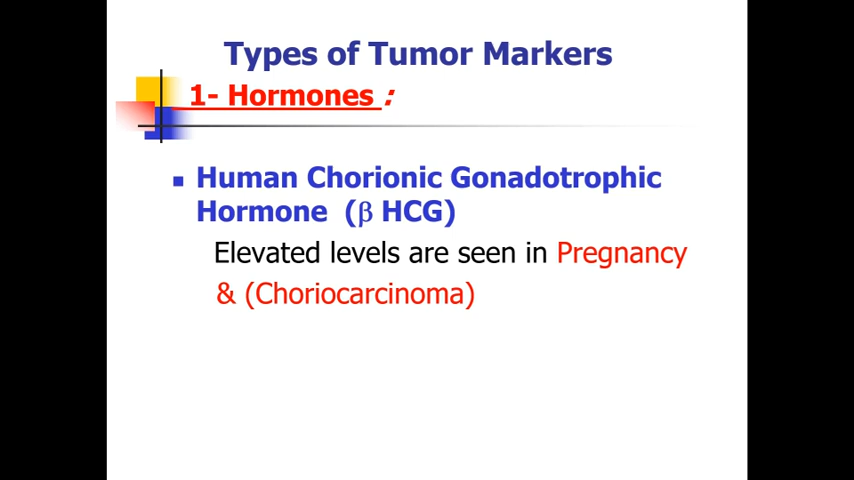 Types of Tumor Markers
1- Hormones :
Human Chorionic Gonadotrophic
Hormone (β HCG)
Elevated levels are seen in Pregnancy
& (Choriocarcinoma)